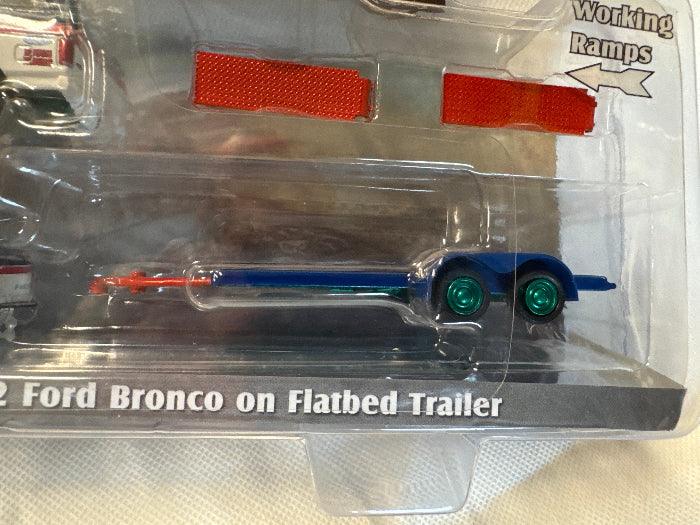 Working
Ramps
2 Ford Bronco on Flatbed Trailer